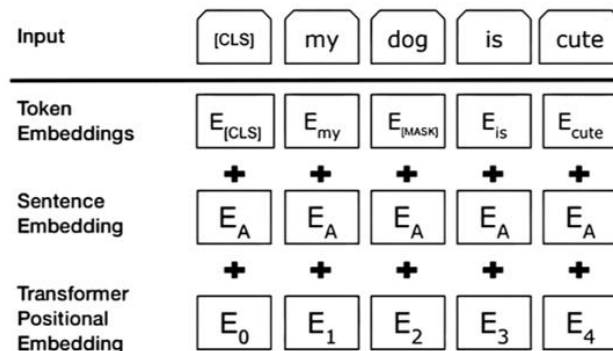 Input [CLS] my dog is cute
Token
Embeddings
E[CLS] Emy E[MASK] Eis Ecute
+ + + + +
Sentence
Embedding
EA EA EA EA EA
+ + + + +
Transformer
Positional
Embedding
E0 E1 E2 E3 E4